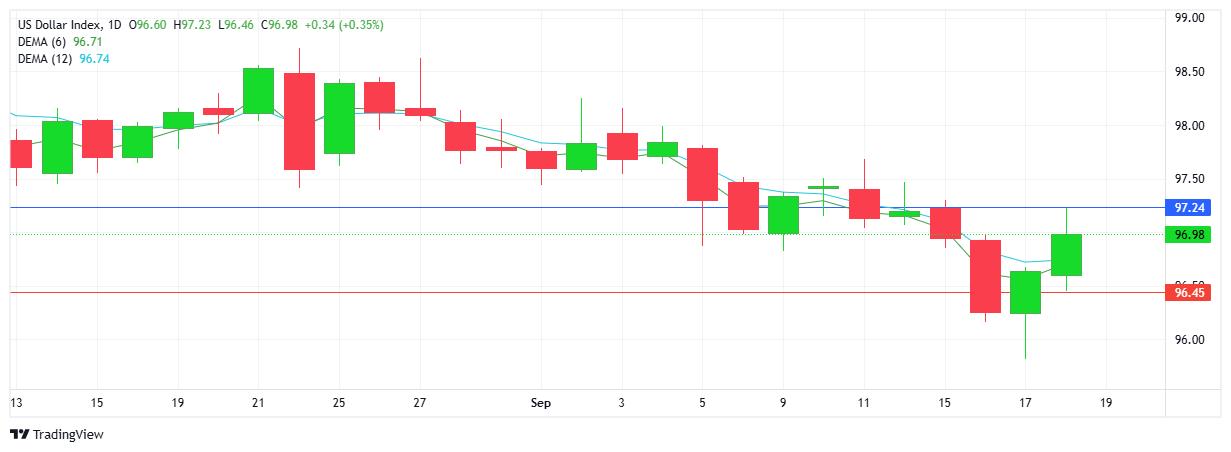 US Dollar Index, 1D O96.60 H97.23 L96.46 C96.98 +0.34 (+0.35%)
DEMA (6) 96.71
DEMA (12) 96.74
99.00
98.50
98.00
97.50
97.24
96.98
96.45
96.00
13 15 19 21 25 27 Sep 3 5 9 11 15 17 19
TradingView